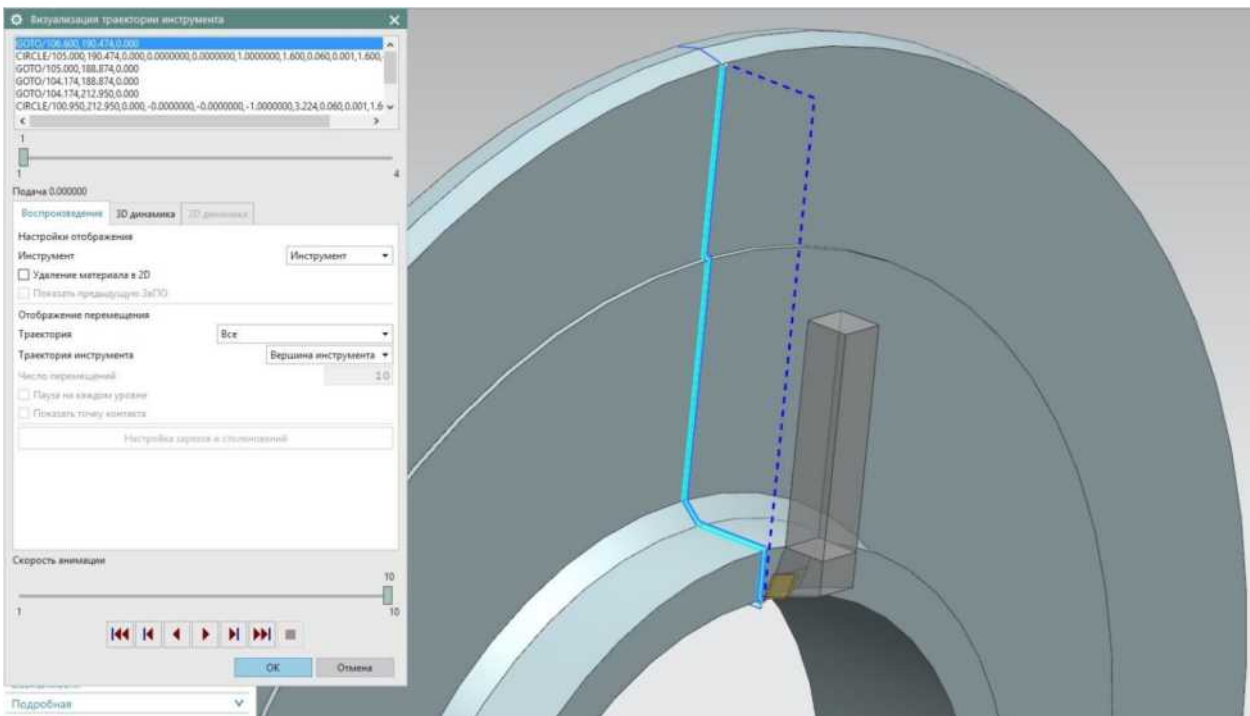 Визуализация траектории инструмента
GOTO/106.600,190.474,0.000
CIRCLE/105.000,190.474,0.000,0.0000000,0.0000000,1.0000000,1.600,0.060,0.001,1.600,
GOTO/105.000,188.874,0.000
GOTO/104.174,188.874,0.000
GOTO/104.174,212.950,0.000
CIRCLE/100.950,212.950,0.000,-0.0000000,-0.0000000,-1.0000000,3.224,0.060,0.001,1.6
1
1 4
Подача 0.000000
Воспроизведение 3D динамика 2D динамика
Настройки отображения
Инструмент Инструмент
Удаление материала в 2D
Показать предыдущую ЗвПО
Отображение перемещения
Траектория Все
Траектория инструмента Вершина инструмента
Число перемещений 10
Пауза на каждом уровне
Показать точку контакта
Настройка зарезов и столкновений
Скорость анимации
10
1 10
ОК Отмена
Подробная